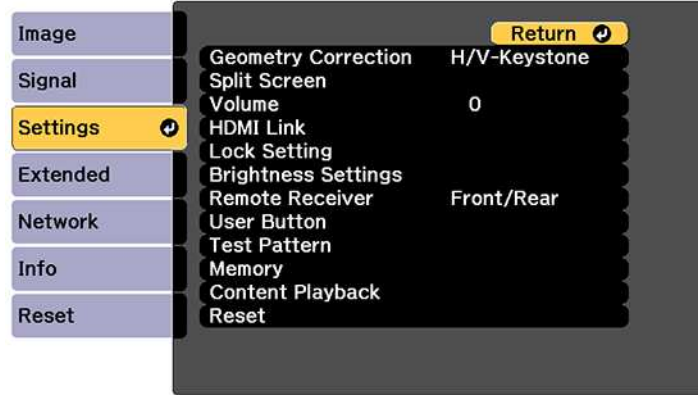 Image
Signal
Settings
Extended
Network
Info
Reset
Return
Geometry Correction H/V-Keystone
Split Screen
Volume 0
HDMI Link
Lock Setting
Brightness Settings
Remote Receiver Front/Rear
User Button
Test Pattern
Memory
Content Playback
Reset